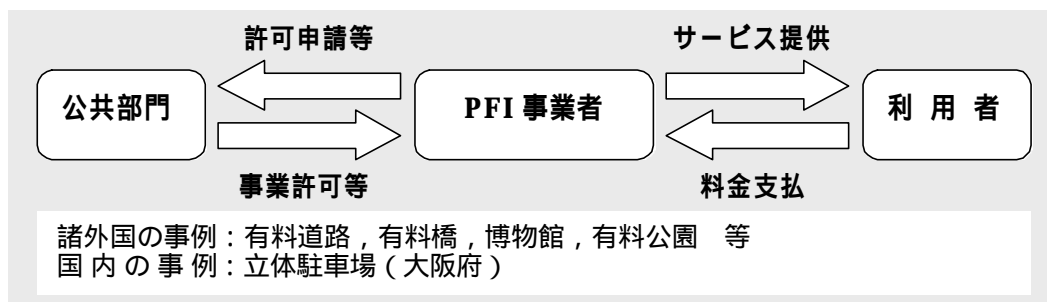 許可申請等
サービス提供
公共部門
PFI 事業者
利 用 者
事業許可等
料金支払
諸外国の事例：有料道路，有料橋，博物館，有料公園　等
国 内 の 事 例：立体駐車場（大阪府）